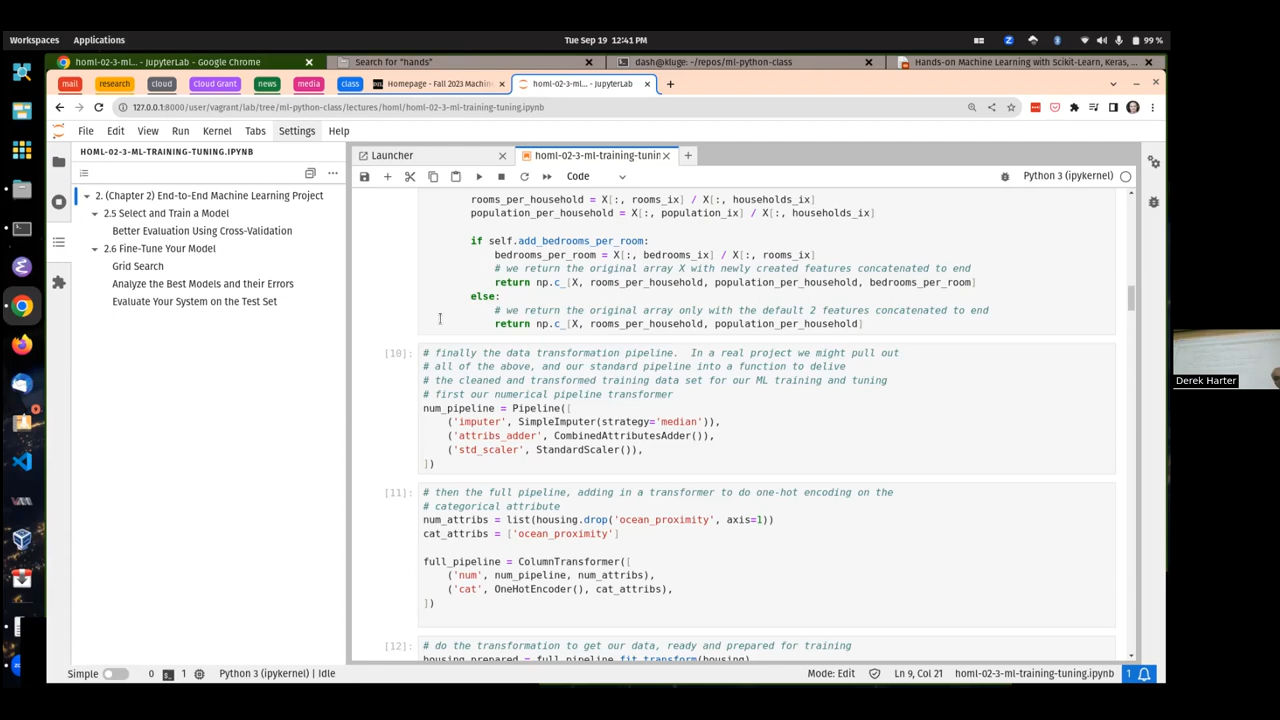 Workspaces Applications Tue Sep 19 12:41 PM 99 %
homl-02-3-ml... - JupyterLab - Google Chrome × Search for "hands" dash@kluge: ~/repos/ml-python-class × Hands-on Machine Learning with Scikit-Learn, Keras, ... ×
mail research cloud Cloud Grant news media class Homepage - Fall 2023 Machin × homl-02-3-ml... - JupyterLab × +
127.0.0.1:8000/user/vagrant/lab/tree/ml-python-class/lectures/homl/homl-02-3-ml-training-tuning.ipynb
File Edit View Run Kernel Tabs Settings Help
HOML-02-3-ML-TRAINING-TUNING.IPYNB
2. (Chapter 2) End-to-End Machine Learning Project
2.5 Select and Train a Model
Better Evaluation Using Cross-Validation
2.6 Fine-Tune Your Model
Grid Search
Analyze the Best Models and their Errors
Evaluate Your System on the Test Set
Launcher × homl-02-3-ml-training-tunin × +
Code Python 3 (ipykernel)
rooms_per_household = X[:, rooms_ix] / X[:, households_ix]
population_per_household = X[:, population_ix] / X[:, households_ix]
if self.add_bedrooms_per_room:
bedrooms_per_room = X[:, bedrooms_ix] / X[:, rooms_ix]
# we return the original array X with newly created features concatenated to end
return np.c_[X, rooms_per_household, population_per_household, bedrooms_per_room]
else:
# we return the original array only with the default 2 features concatenated to end
return np.c_[X, rooms_per_household, population_per_household]
[10]: # finally the data transformation pipeline.  In a real project we might pull out
# all of the above, and our standard pipeline into a function to delive
# the cleaned and transformed training data set for our ML training and tuning
# first our numerical pipeline transformer
num_pipeline = Pipeline([
('imputer', SimpleImputer(strategy='median')),
('attribs_adder', CombinedAttributesAdder()),
('std_scaler', StandardScaler()),
])
[11]: # then the full pipeline, adding in a transformer to do one-hot encoding on the
# categorical attribute
num_attribs = list(housing.drop('ocean_proximity', axis=1))
cat_attribs = ['ocean_proximity']
full_pipeline = ColumnTransformer([
('num', num_pipeline, num_attribs),
('cat', OneHotEncoder(), cat_attribs),
])
[12]: # do the transformation to get our data, ready and prepared for training
housing_prepared = full_pipeline.fit_transform(housing)
Simple 0 1 Python 3 (ipykernel) | Idle Mode: Edit Ln 9, Col 21 homl-02-3-ml-training-tuning.ipynb 1
Derek Harter